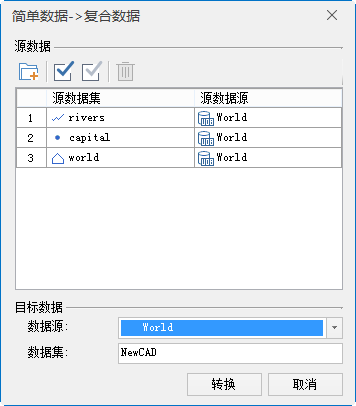 简单数据->复合数据
源数据
源数据集 源数据源
1 rivers World
2 capital World
3 world World
目标数据
数据源: World
数据集: NewCAD
转换 取消